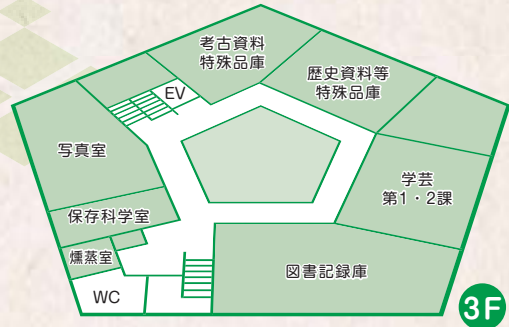 考古資料
特殊品庫
歴史資料等
特殊品庫
EV
写真室
学芸
第1・2課
保存科学室
燻蒸室
図書記録庫
WC
3F